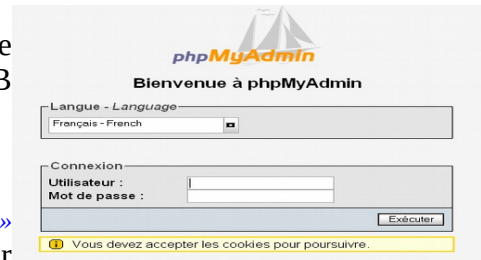 e
B
phpMyAdmin
Bienvenue à phpMyAdmin
Langue - Language
Français - French
Connexion
Utilisateur :
Mot de passe :
»
Exécuter
Vous devez accepter les cookies pour poursuivre.
r